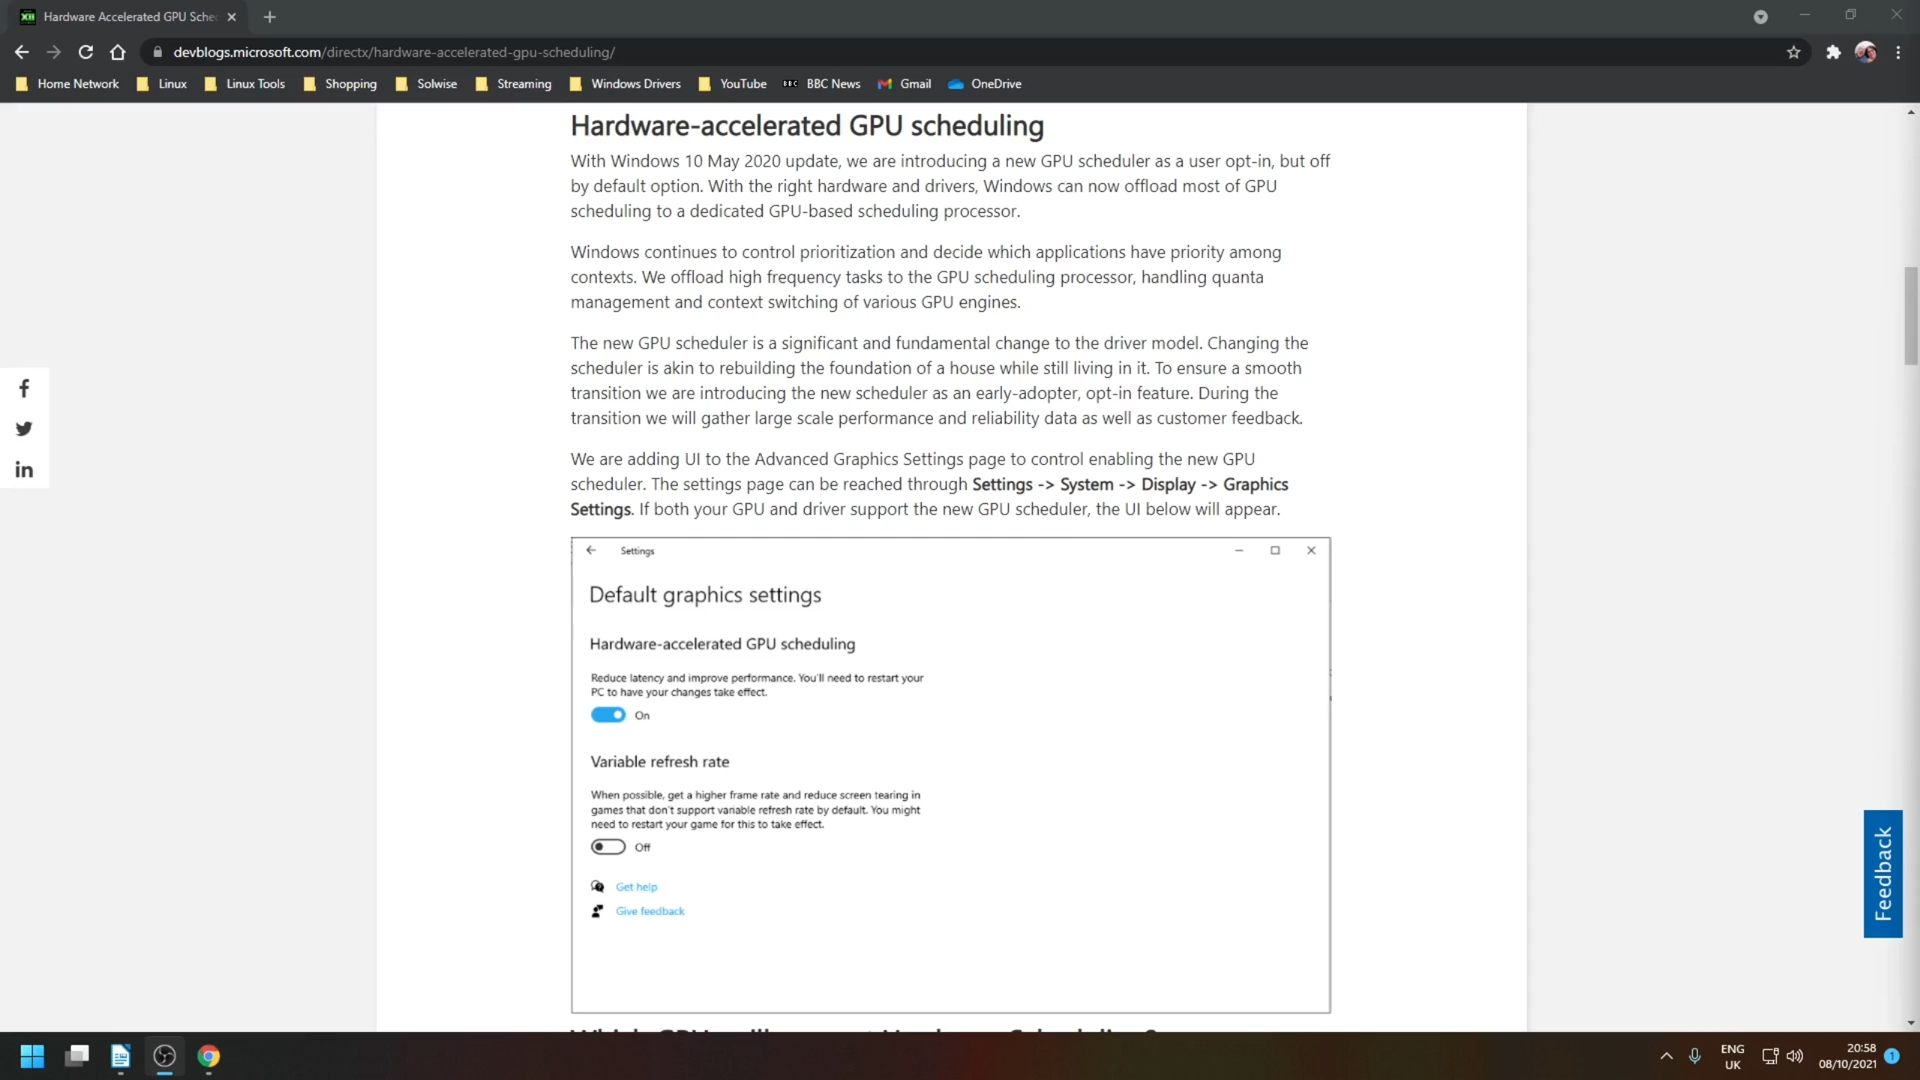 Hardware Accelerated GPU Sche
devblogs.microsoft.com/directx/hardware-accelerated-gpu-scheduling/
Home Network Linux Linux Tools Shopping Solwise Streaming Windows Drivers YouTube BBC BBC News Gmail OneDrive
Hardware-accelerated GPU scheduling
With Windows 10 May 2020 update, we are introducing a new GPU scheduler as a user opt-in, but off
by default option. With the right hardware and drivers, Windows can now offload most of GPU
scheduling to a dedicated GPU-based scheduling processor.
Windows continues to control prioritization and decide which applications have priority among
contexts. We offload high frequency tasks to the GPU scheduling processor, handling quanta
management and context switching of various GPU engines.
The new GPU scheduler is a significant and fundamental change to the driver model. Changing the
scheduler is akin to rebuilding the foundation of a house while still living in it. To ensure a smooth
transition we are introducing the new scheduler as an early-adopter, opt-in feature. During the
transition we will gather large scale performance and reliability data as well as customer feedback.
We are adding UI to the Advanced Graphics Settings page to control enabling the new GPU
scheduler. The settings page can be reached through Settings -> System -> Display -> Graphics
Settings. If both your GPU and driver support the new GPU scheduler, the UI below will appear.
Settings
Default graphics settings
Hardware-accelerated GPU scheduling
Reduce latency and improve performance. You'll need to restart your
PC to have your changes take effect.
On
Variable refresh rate
When possible, get a higher frame rate and reduce screen tearing in
games that don't support variable refresh rate by default. You might
need to restart your game for this to take effect.
Off
Get help
Give feedback
Feedback
ENG
UK
20:58
08/10/2021
1